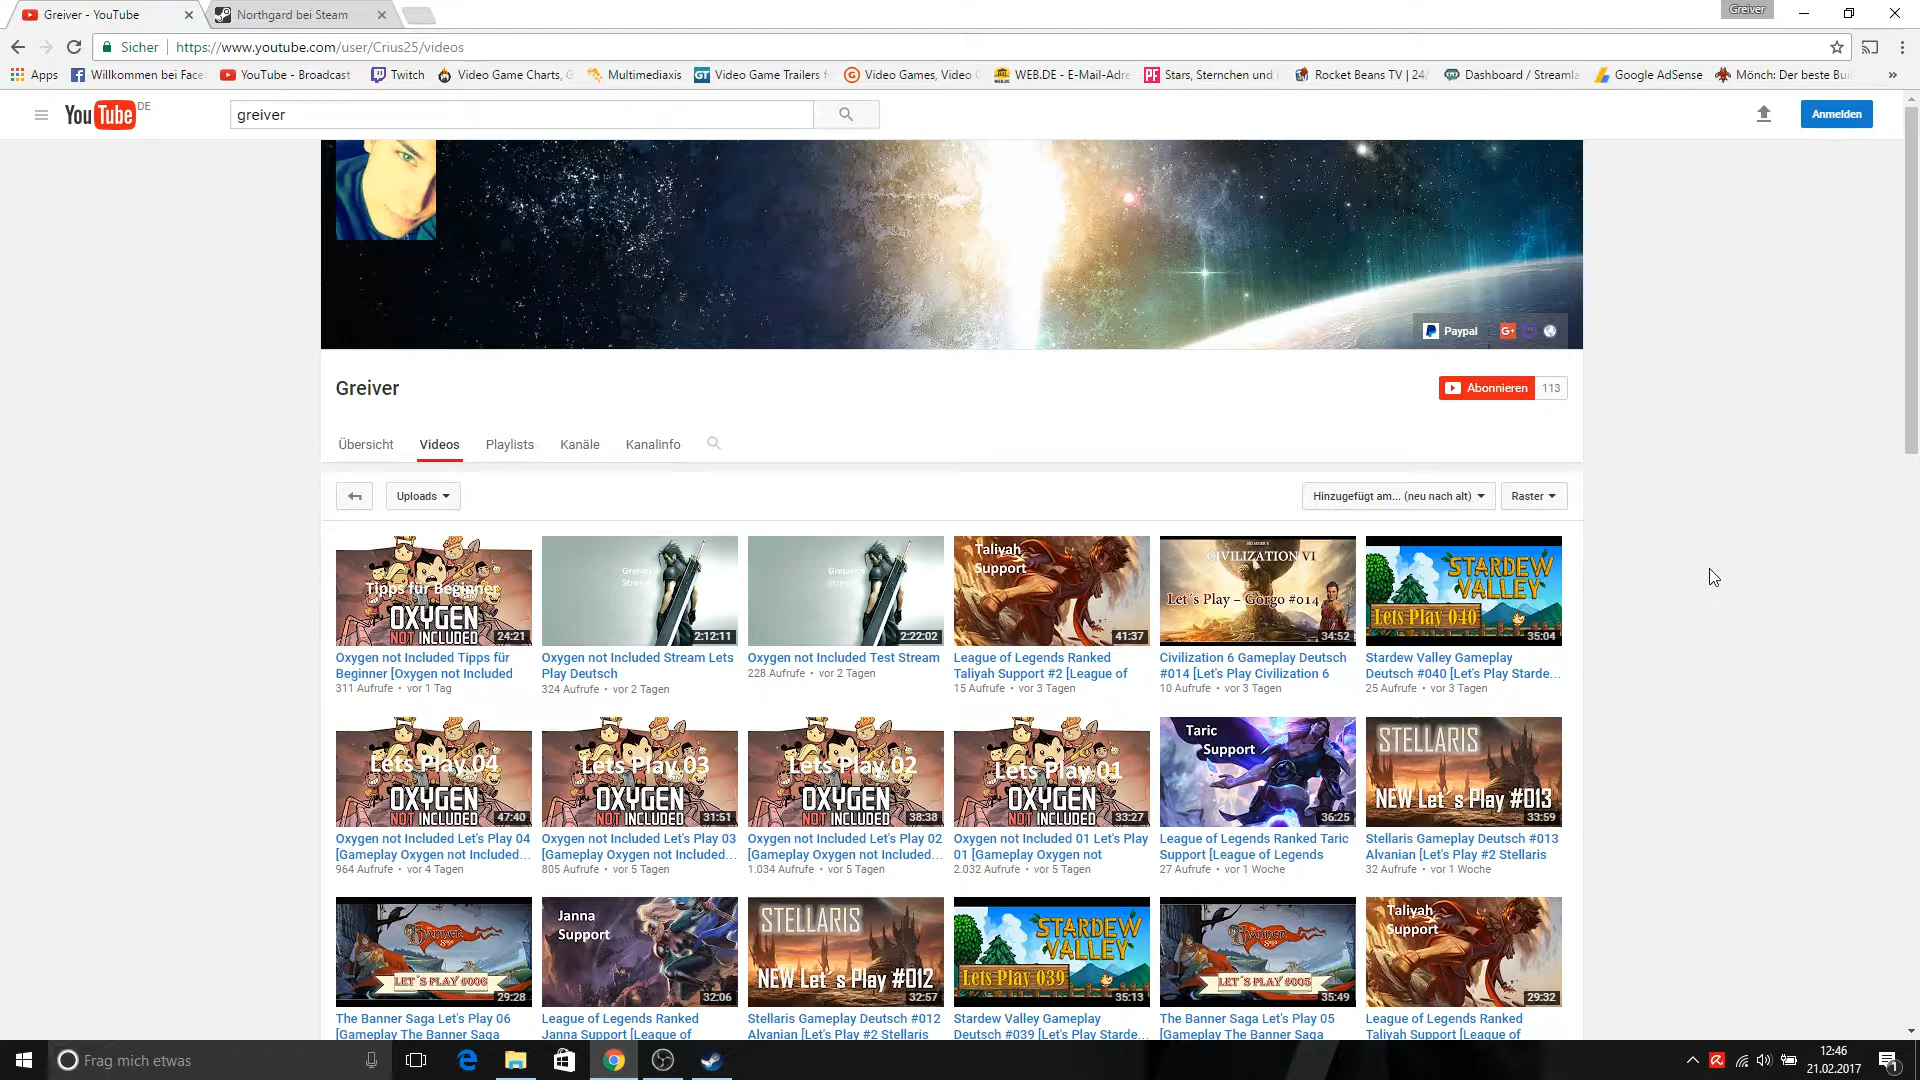 Greiver - YouTube
Northgard bei Steam
Greiver
Sicher
https://www.youtube.com/user/Crius25/videos
Apps
Willkommen bei Face
YouTube - Broadcast
Twitch
Video Game Charts, G
Multimediaxis
Video Game Trailers f
Video Games, Video
WEB.DE - E-Mail-Adre
Stars, Sternchen und
Rocket Beans TV | 24/
Dashboard / Streamla
Google AdSense
Mönch: Der beste Bu
YouTube DE
greiver
Anmelden
Paypal
Greiver
Abonnieren 113
Übersicht
Videos
Playlists
Kanäle
Kanalinfo
Uploads
Hinzugefügt am... (neu nach alt)
Raster
Tipps für Beginner
OXYGEN
NOT INCLUDED
24:21
2:12:11
2:22:02
Taliyah
Support
41:37
CIVILIZATION VI
Let´s Play – Gorgo #014
34:52
STARDEW
VALLEY
Lets Play 040
35:04
Oxygen not Included Tipps für
Beginner [Oxygen not Included
311 Aufrufe • vor 1 Tag
Oxygen not Included Stream Lets
Play Deutsch
324 Aufrufe • vor 2 Tagen
Oxygen not Included Test Stream
228 Aufrufe • vor 2 Tagen
League of Legends Ranked
Taliyah Support #2 [League of
15 Aufrufe • vor 3 Tagen
Civilization 6 Gameplay Deutsch
#014 [Let's Play Civilization 6
10 Aufrufe • vor 3 Tagen
Stardew Valley Gameplay
Deutsch #040 [Let's Play Starde...
25 Aufrufe • vor 3 Tagen
Lets Play 04
OXYGEN
NOT INCLUDED
47:40
Lets Play 03
OXYGEN
NOT INCLUDED
31:51
Lets Play 02
OXYGEN
NOT INCLUDED
38:38
Lets Play 01
OXYGEN
NOT INCLUDED
33:27
Taric
Support
36:25
STELLARIS
NEW Let´s Play #013
33:59
Oxygen not Included Let's Play 04
[Gameplay Oxygen not Included...
964 Aufrufe • vor 4 Tagen
Oxygen not Included Let's Play 03
[Gameplay Oxygen not Included...
805 Aufrufe • vor 5 Tagen
Oxygen not Included Let's Play 02
[Gameplay Oxygen not Included...
1.034 Aufrufe • vor 5 Tagen
Oxygen not Included 01 Let's Play
01 [Gameplay Oxygen not
2.032 Aufrufe • vor 5 Tagen
League of Legends Ranked Taric
Support [League of Legends
27 Aufrufe • vor 1 Woche
Stellaris Gameplay Deutsch #013
Alvanian [Let's Play #2 Stellaris
32 Aufrufe • vor 1 Woche
Banner
Saga
LET´S PLAY #006
29:28
Janna
Support
32:06
STELLARIS
NEW Let´s Play #012
32:57
STARDEW
VALLEY
Lets Play 039
35:13
Banner
Saga
LET´S PLAY #005
35:49
Taliyah
Support
29:32
The Banner Saga Let's Play 06
[Gameplay The Banner Saga
League of Legends Ranked
Janna Support [League of
Stellaris Gameplay Deutsch #012
Alvanian [Let's Play #2 Stellaris
Stardew Valley Gameplay
Deutsch #039 [Let's Play Starde...
The Banner Saga Let's Play 05
[Gameplay The Banner Saga
League of Legends Ranked
Taliyah Support [League of
Frag mich etwas
12:46
21.02.2017
1